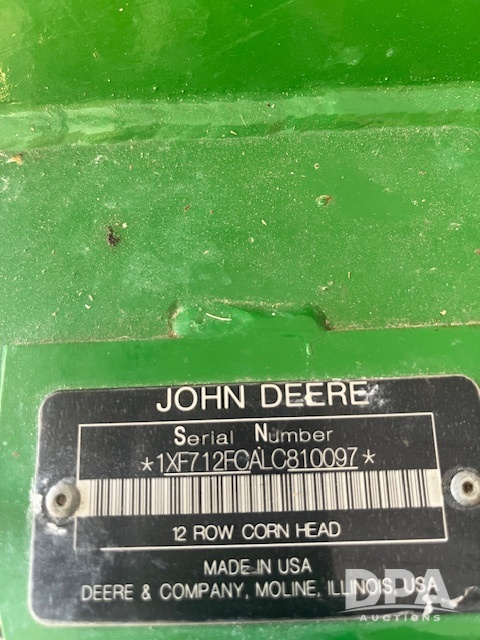 JOHN DEERE
Serial Number
*1XF712FCALC810097*
12 ROW CORN HEAD
MADE IN USA
DEERE & COMPANY, MOLINE, ILLINOIS, USA
DPA
AUCTIONS